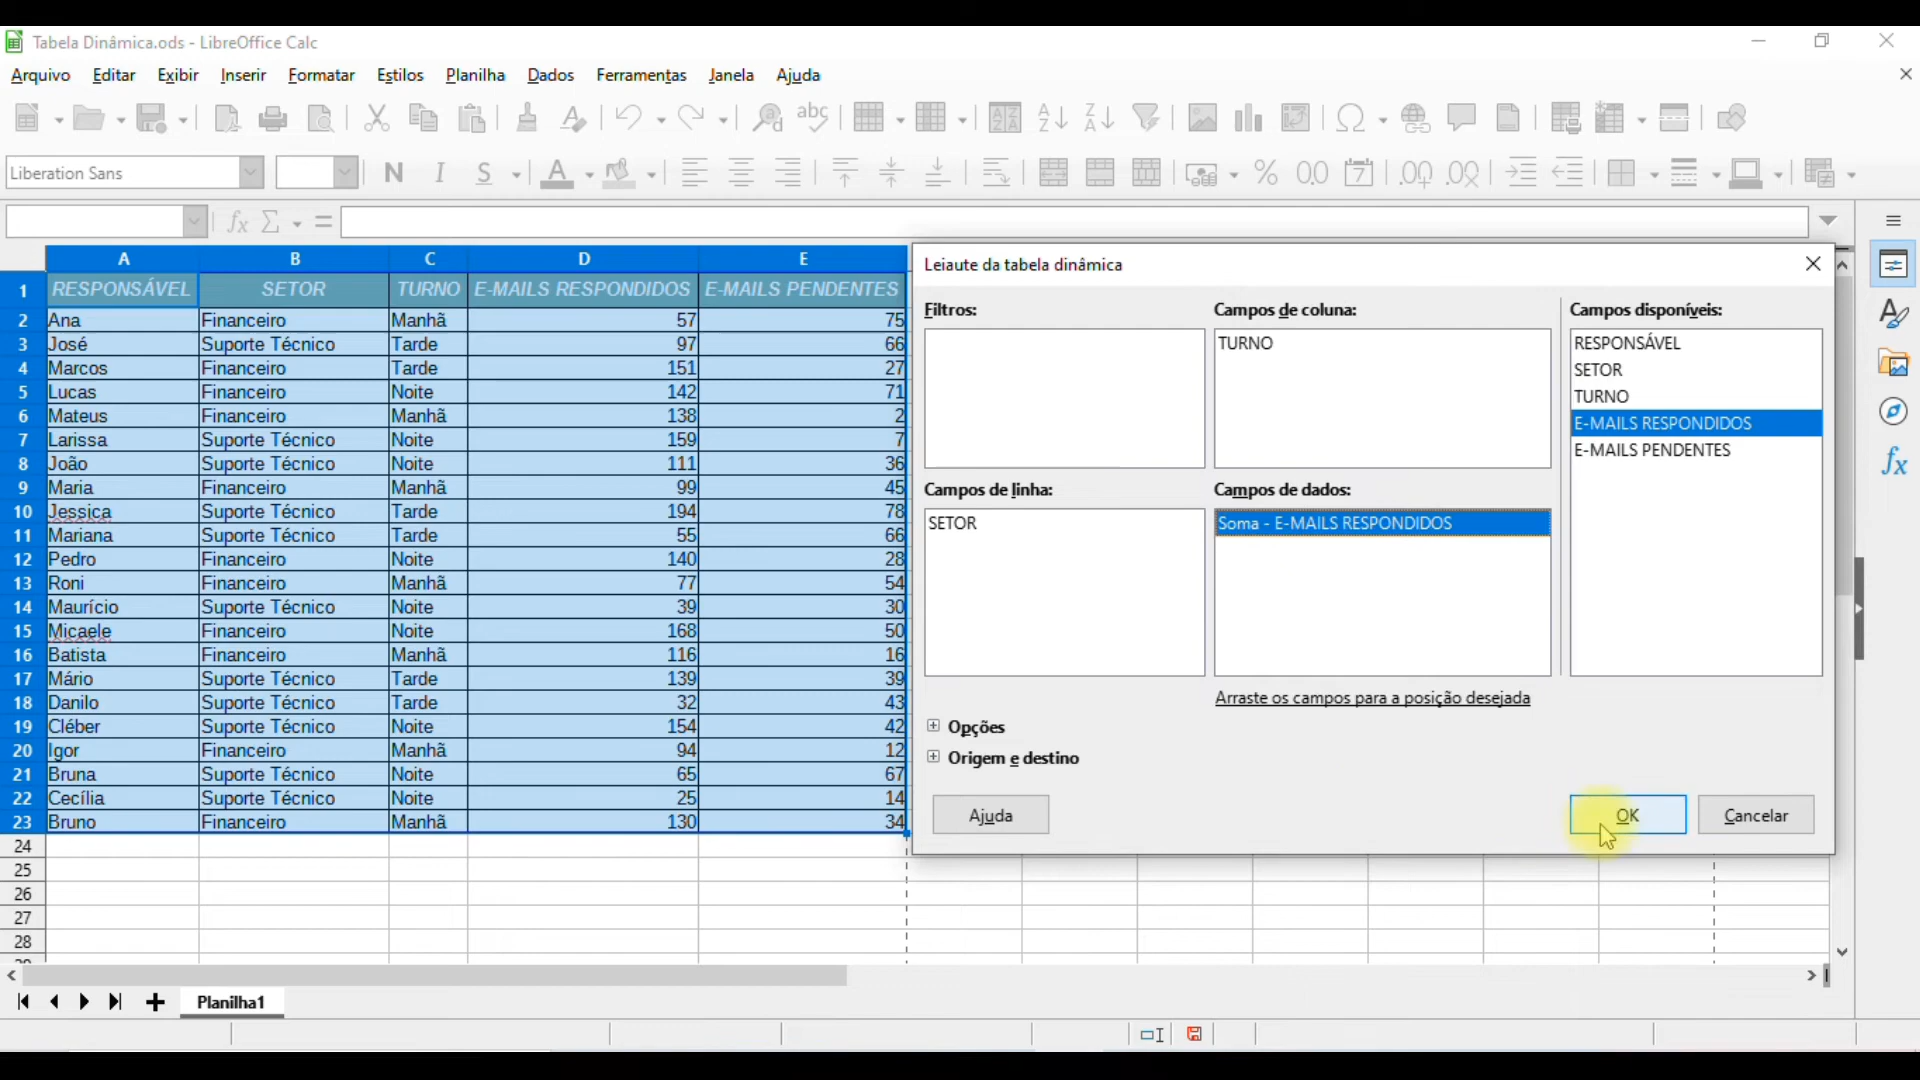 Tabela Dinâmica.ods - LibreOffice Calc
Arquivo Editar Exibir Inserir Formatar Estilos Planilha Dados Ferramentas Janela Ajuda
Liberation Sans
N I S A % 0,0
A B C D E
1 RESPONSÁVEL SETOR TURNO E-MAILS RESPONDIDOS E-MAILS PENDENTES
2 Ana Financeiro Manhã 57 75
3 José Suporte Técnico Tarde 97 66
4 Marcos Financeiro Tarde 151 27
5 Lucas Financeiro Noite 142 71
6 Mateus Financeiro Manhã 138 2
7 Larissa Suporte Técnico Noite 159 7
8 João Suporte Técnico Noite 111 36
9 Maria Financeiro Manhã 99 45
10 Jessica Suporte Técnico Tarde 194 78
11 Mariana Suporte Técnico Tarde 55 66
12 Pedro Financeiro Noite 140 28
13 Roni Financeiro Manhã 77 54
14 Maurício Suporte Técnico Noite 39 30
15 Micaele Financeiro Noite 168 50
16 Batista Financeiro Manhã 116 16
17 Mário Suporte Técnico Tarde 139 39
18 Danilo Suporte Técnico Tarde 32 43
19 Cléber Suporte Técnico Noite 154 42
20 Igor Financeiro Manhã 94 12
21 Bruna Suporte Técnico Noite 65 67
22 Cecília Suporte Técnico Noite 25 14
23 Bruno Financeiro Manhã 130 34
24
25
26
27
28
Leiaute da tabela dinâmica
Filtros:
Campos de coluna:
TURNO
Campos disponíveis:
RESPONSÁVEL
SETOR
TURNO
E-MAILS RESPONDIDOS
E-MAILS PENDENTES
Campos de linha:
SETOR
Campos de dados:
Soma - E-MAILS RESPONDIDOS
Arraste os campos para a posição desejada
Opções
Origem e destino
Ajuda OK Cancelar
Planilha1